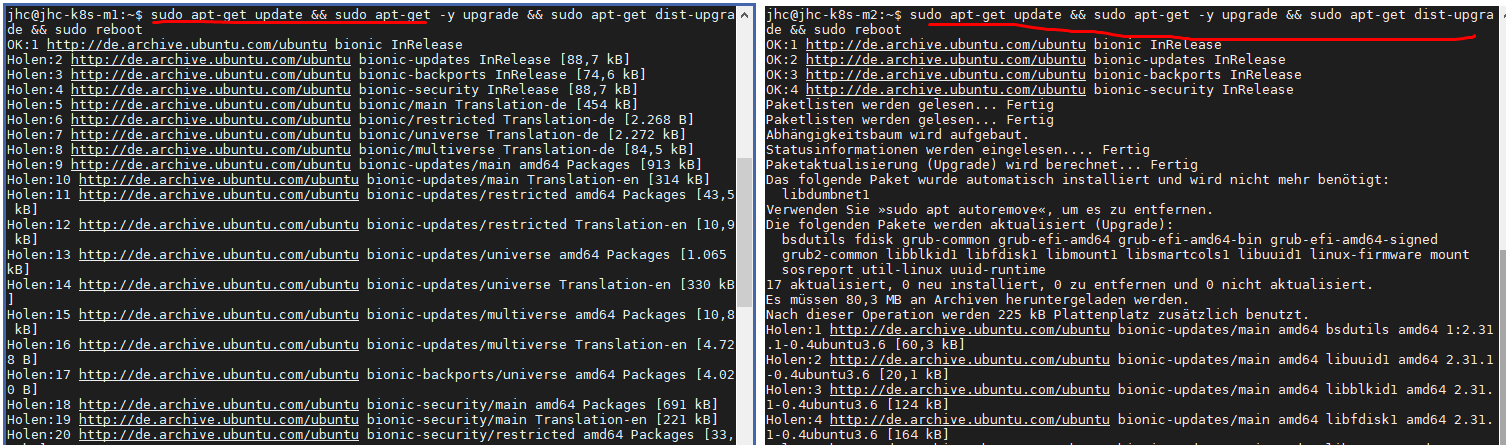 jhc@jhc-k8s-m1:~$ sudo apt-get update && sudo apt-get -y upgrade && sudo apt-get dist-upgra
de && sudo reboot
OK:1 http://de.archive.ubuntu.com/ubuntu bionic InRelease
Holen:2 http://de.archive.ubuntu.com/ubuntu bionic-updates InRelease [88,7 kB]
Holen:3 http://de.archive.ubuntu.com/ubuntu bionic-backports InRelease [74,6 kB]
Holen:4 http://de.archive.ubuntu.com/ubuntu bionic-security InRelease [88,7 kB]
Holen:5 http://de.archive.ubuntu.com/ubuntu bionic/main Translation-de [454 kB]
Holen:6 http://de.archive.ubuntu.com/ubuntu bionic/restricted Translation-de [2.268 B]
Holen:7 http://de.archive.ubuntu.com/ubuntu bionic/universe Translation-de [2.272 kB]
Holen:8 http://de.archive.ubuntu.com/ubuntu bionic/multiverse Translation-de [84,5 kB]
Holen:9 http://de.archive.ubuntu.com/ubuntu bionic-updates/main amd64 Packages [913 kB]
Holen:10 http://de.archive.ubuntu.com/ubuntu bionic-updates/main Translation-en [314 kB]
Holen:11 http://de.archive.ubuntu.com/ubuntu bionic-updates/restricted amd64 Packages [43,5
kB]
Holen:12 http://de.archive.ubuntu.com/ubuntu bionic-updates/restricted Translation-en [10,9
kB]
Holen:13 http://de.archive.ubuntu.com/ubuntu bionic-updates/universe amd64 Packages [1.065
kB]
Holen:14 http://de.archive.ubuntu.com/ubuntu bionic-updates/universe Translation-en [330 kB
]
Holen:15 http://de.archive.ubuntu.com/ubuntu bionic-updates/multiverse amd64 Packages [10,8
kB]
Holen:16 http://de.archive.ubuntu.com/ubuntu bionic-updates/multiverse Translation-en [4.72
8 B]
Holen:17 http://de.archive.ubuntu.com/ubuntu bionic-backports/universe amd64 Packages [4.02
0 B]
Holen:18 http://de.archive.ubuntu.com/ubuntu bionic-security/main amd64 Packages [691 kB]
Holen:19 http://de.archive.ubuntu.com/ubuntu bionic-security/main Translation-en [221 kB]
Holen:20 http://de.archive.ubuntu.com/ubuntu bionic-security/restricted amd64 Packages [33,
jhc@jhc-k8s-m2:~$ sudo apt-get update && sudo apt-get -y upgrade && sudo apt-get dist-upgra
de && sudo reboot
OK:1 http://de.archive.ubuntu.com/ubuntu bionic InRelease
OK:2 http://de.archive.ubuntu.com/ubuntu bionic-updates InRelease
OK:3 http://de.archive.ubuntu.com/ubuntu bionic-backports InRelease
OK:4 http://de.archive.ubuntu.com/ubuntu bionic-security InRelease
Paketlisten werden gelesen... Fertig
Paketlisten werden gelesen... Fertig
Abhängigkeitsbaum wird aufgebaut.
Statusinformationen werden eingelesen.... Fertig
Paketaktualisierung (Upgrade) wird berechnet... Fertig
Das folgende Paket wurde automatisch installiert und wird nicht mehr benötigt:
libdumbnet1
Verwenden Sie »sudo apt autoremove«, um es zu entfernen.
Die folgenden Pakete werden aktualisiert (Upgrade):
bsdutils fdisk grub-common grub-efi-amd64 grub-efi-amd64-bin grub-efi-amd64-signed
grub2-common libblkid1 libfdisk1 libmount1 libsmartcols1 libuuid1 linux-firmware mount
sosreport util-linux uuid-runtime
17 aktualisiert, 0 neu installiert, 0 zu entfernen und 0 nicht aktualisiert.
Es müssen 80,3 MB an Archiven heruntergeladen werden.
Nach dieser Operation werden 225 kB Plattenplatz zusätzlich benutzt.
Holen:1 http://de.archive.ubuntu.com/ubuntu bionic-updates/main amd64 bsdutils amd64 1:2.31
.1-0.4ubuntu3.6 [60,3 kB]
Holen:2 http://de.archive.ubuntu.com/ubuntu bionic-updates/main amd64 libuuid1 amd64 2.31.1
-0.4ubuntu3.6 [20,1 kB]
Holen:3 http://de.archive.ubuntu.com/ubuntu bionic-updates/main amd64 libblkid1 amd64 2.31.
1-0.4ubuntu3.6 [124 kB]
Holen:4 http://de.archive.ubuntu.com/ubuntu bionic-updates/main amd64 libfdisk1 amd64 2.31.
1-0.4ubuntu3.6 [164 kB]